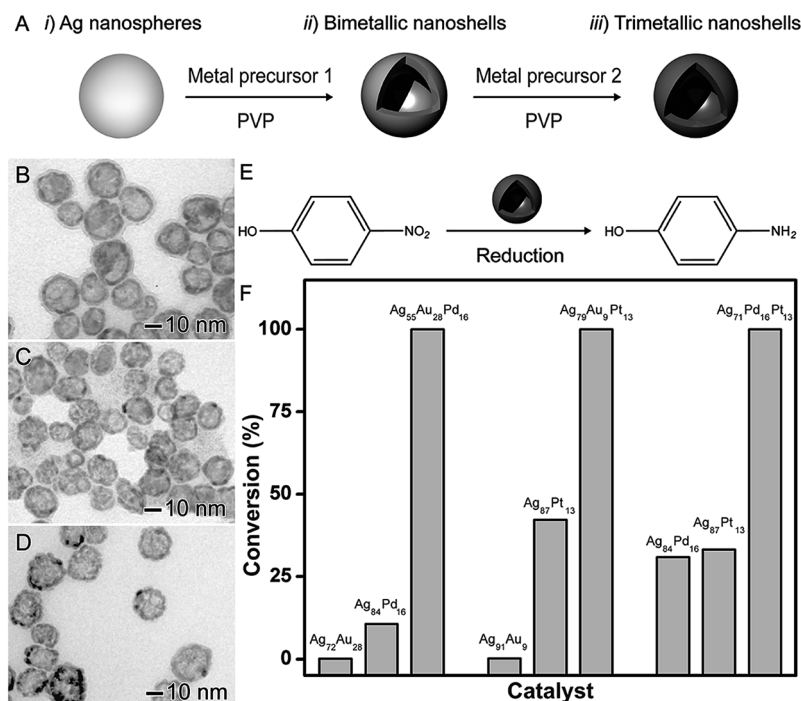 A
i) Ag nanospheres
ii) Bimetallic nanoshells
iii) Trimetallic nanoshells
Metal precursor 1
PVP
Metal precursor 2
PVP
B
10 nm
C
10 nm
D
10 nm
E
HO
NO₂
Reduction
HO
NH₂
F
Conversion (%)
100
75
50
25
0
Ag₇₂Au₂₈
Ag₈₄Pd₁₆
Ag₅₅Au₂₈Pd₁₆
Ag₉₁Au₉
Ag₈₇Pt₁₃
Ag₇₉Au₉Pt₁₃
Ag₈₄Pd₁₆
Ag₈₇Pt₁₃
Ag₇₁Pd₁₆Pt₁₃
Catalyst